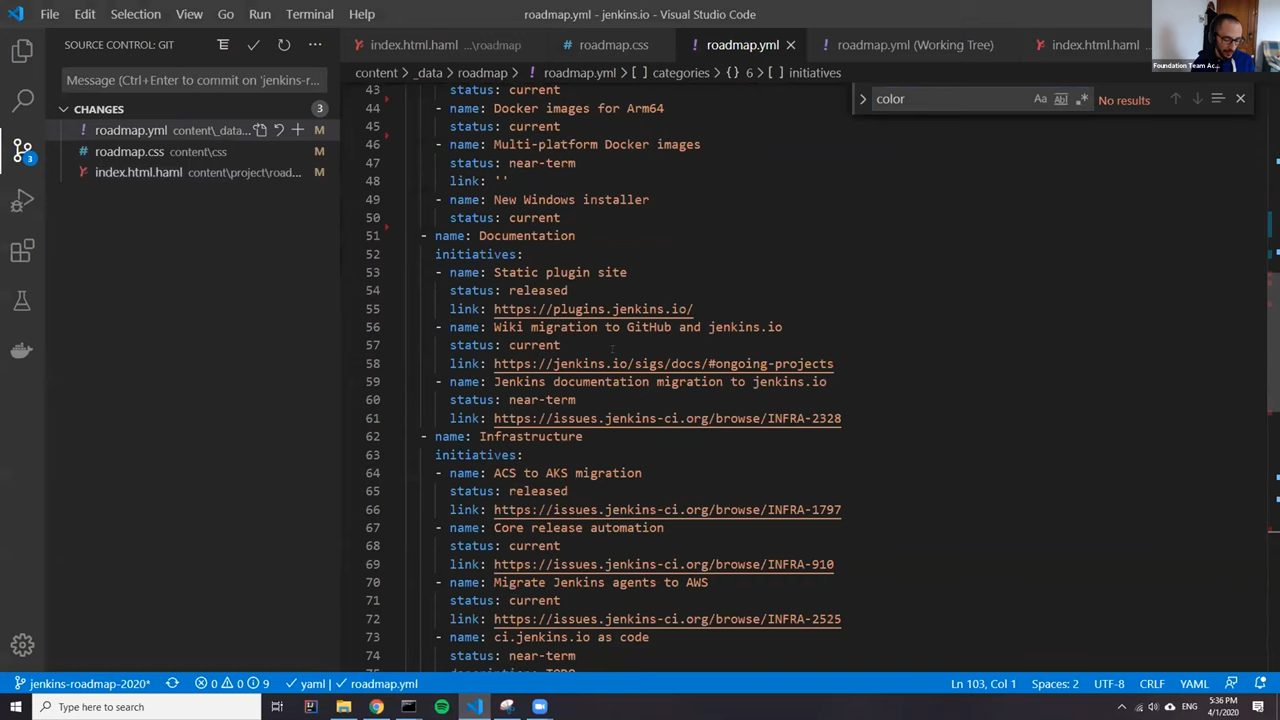 File Edit Selection View Go Run Terminal Help
roadmap.yml - jenkins.io - Visual Studio Code
Foundation Team Ac...
SOURCE CONTROL: GIT
index.html.haml ...\roadmap
roadmap.css
roadmap.yml
roadmap.yml (Working Tree)
index.html.haml
Message (Ctrl+Enter to commit on 'jenkins-r...
content > _data > roadmap > roadmap.yml > [ ] categories > {} 6 > [ ] initiatives
color
Aa Abl .*
No results
CHANGES 3
roadmap.yml content\_data... M
roadmap.css content\css M
index.html.haml content\project\road... M
43 status: current
44 - name: Docker images for Arm64
45 status: current
46 - name: Multi-platform Docker images
47 status: near-term
48 link: ''
49 - name: New Windows installer
50 status: current
51 - name: Documentation
52 initiatives:
53 - name: Static plugin site
54 status: released
55 link: https://plugins.jenkins.io/
56 - name: Wiki migration to GitHub and jenkins.io
57 status: current
58 link: https://jenkins.io/sigs/docs/#ongoing-projects
59 - name: Jenkins documentation migration to jenkins.io
60 status: near-term
61 link: https://issues.jenkins-ci.org/browse/INFRA-2328
62 - name: Infrastructure
63 initiatives:
64 - name: ACS to AKS migration
65 status: released
66 link: https://issues.jenkins-ci.org/browse/INFRA-1797
67 - name: Core release automation
68 status: current
69 link: https://issues.jenkins-ci.org/browse/INFRA-910
70 - name: Migrate Jenkins agents to AWS
71 status: current
72 link: https://issues.jenkins-ci.org/browse/INFRA-2525
73 - name: ci.jenkins.io as code
74 status: near-term
3
jenkins-roadmap-2020* 0 0 9 yaml roadmap.yml
Ln 103, Col 1 Spaces: 2 UTF-8 CRLF YAML
Type here to search
5:36 PM
4/1/2020